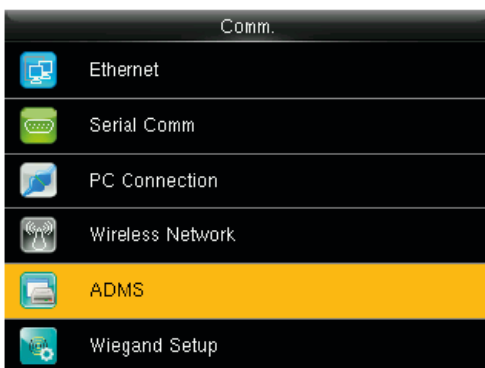 Comm.
Ethernet
Serial Comm
PC Connection
Wireless Network
ADMS
Wiegand Setup